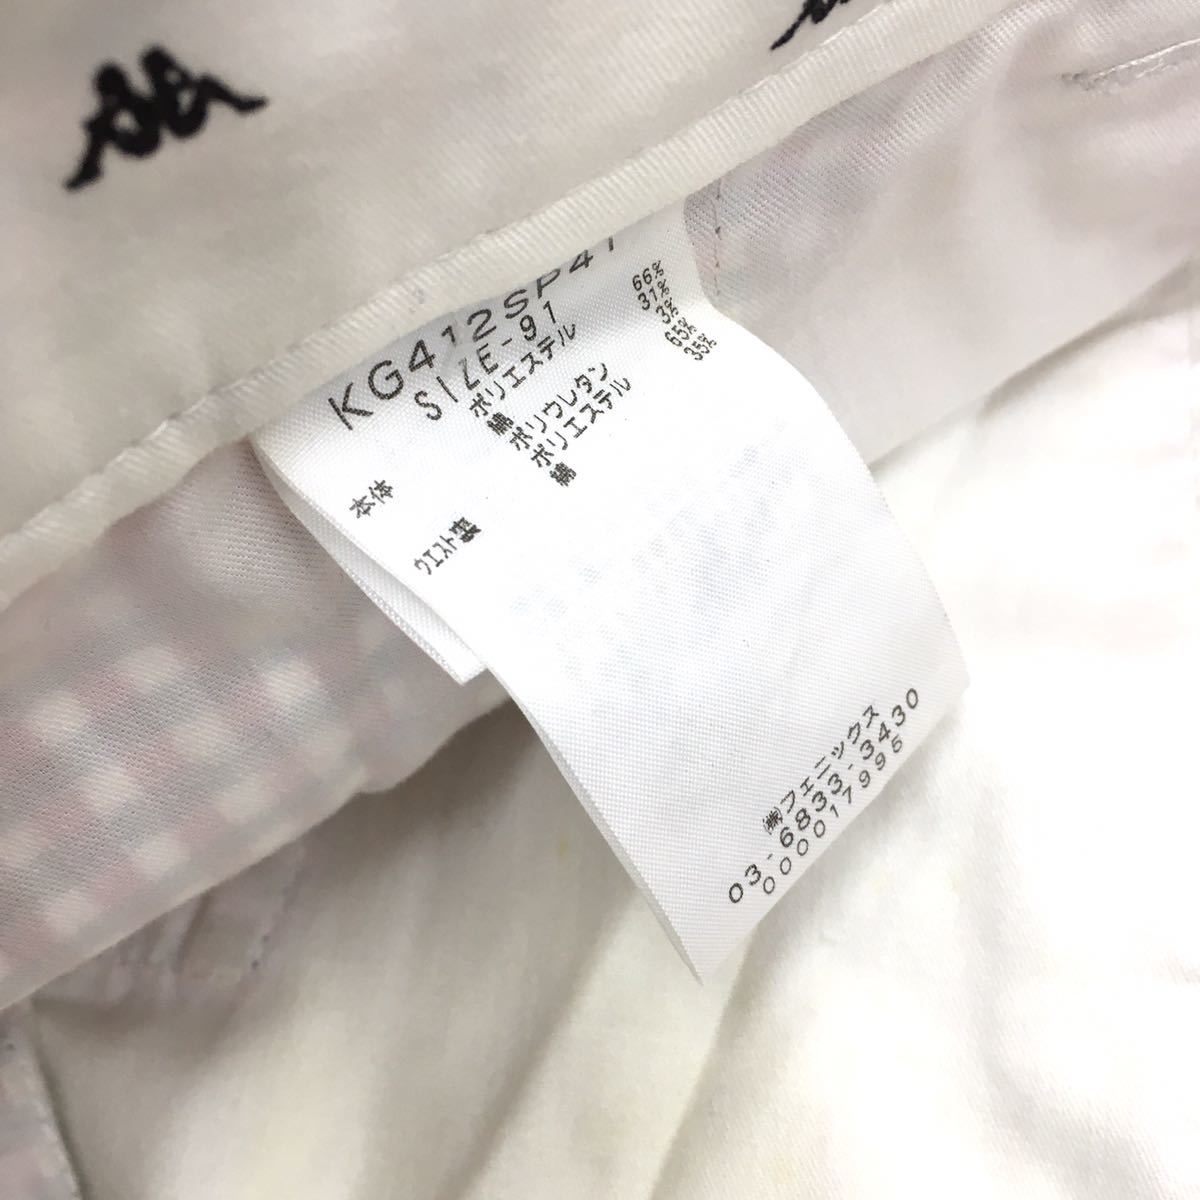 KG412SP41
SIZE-91
本体 ポリエステル 66%
綿 31%
ポリウレタン 3%
ウエスト裏 ポリエステル 65%
綿 35%
㈱フェニックス
03-6833-3430
000017995